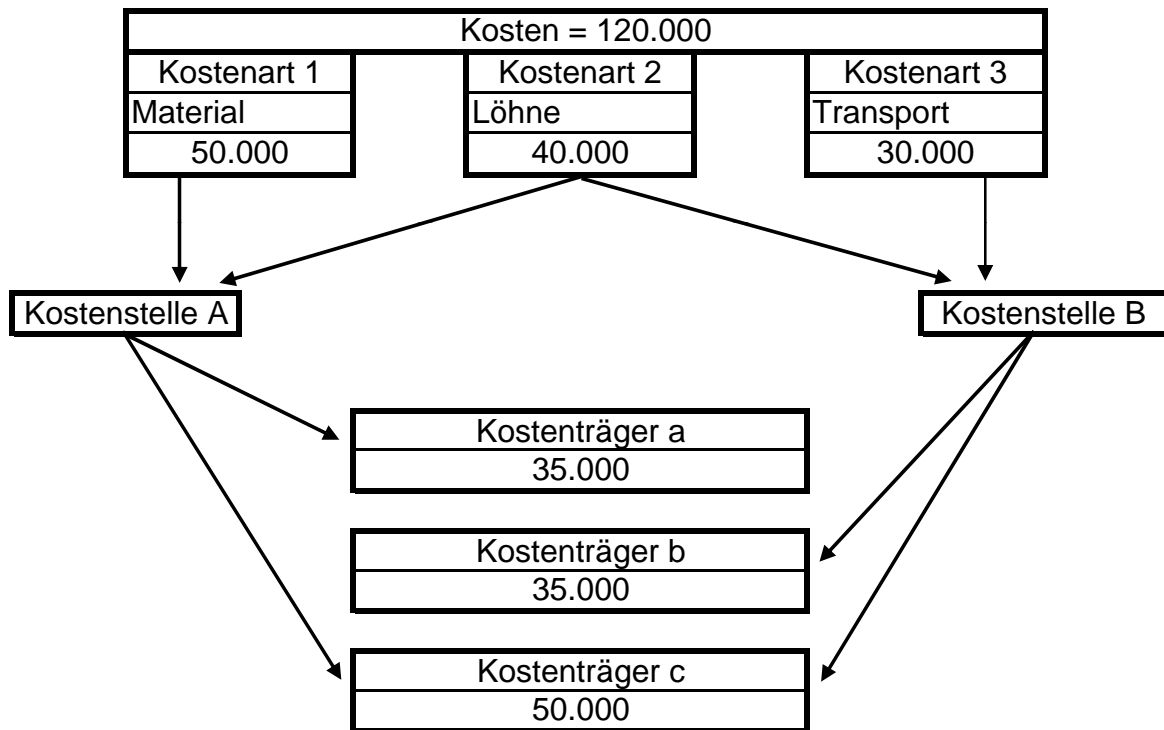 Kosten = 120.000
Kostenart 1 Kostenart 2 Kostenart 3
Material Löhne Transport
50.000 40.000 30.000
Kostenstelle A Kostenstelle B
Kostenträger a
35.000
Kostenträger b
35.000
Kostenträger c
50.000